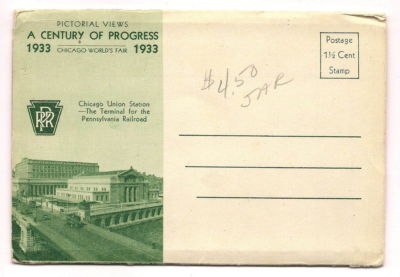 PICTORIAL VIEWS
A CENTURY OF PROGRESS
1933 CHICAGO WORLD'S FAIR 1933
Postage
1½ Cent
Stamp
$4.50
JAR
PRR
Chicago Union Station
—The Terminal for the
Pennsylvania Railroad